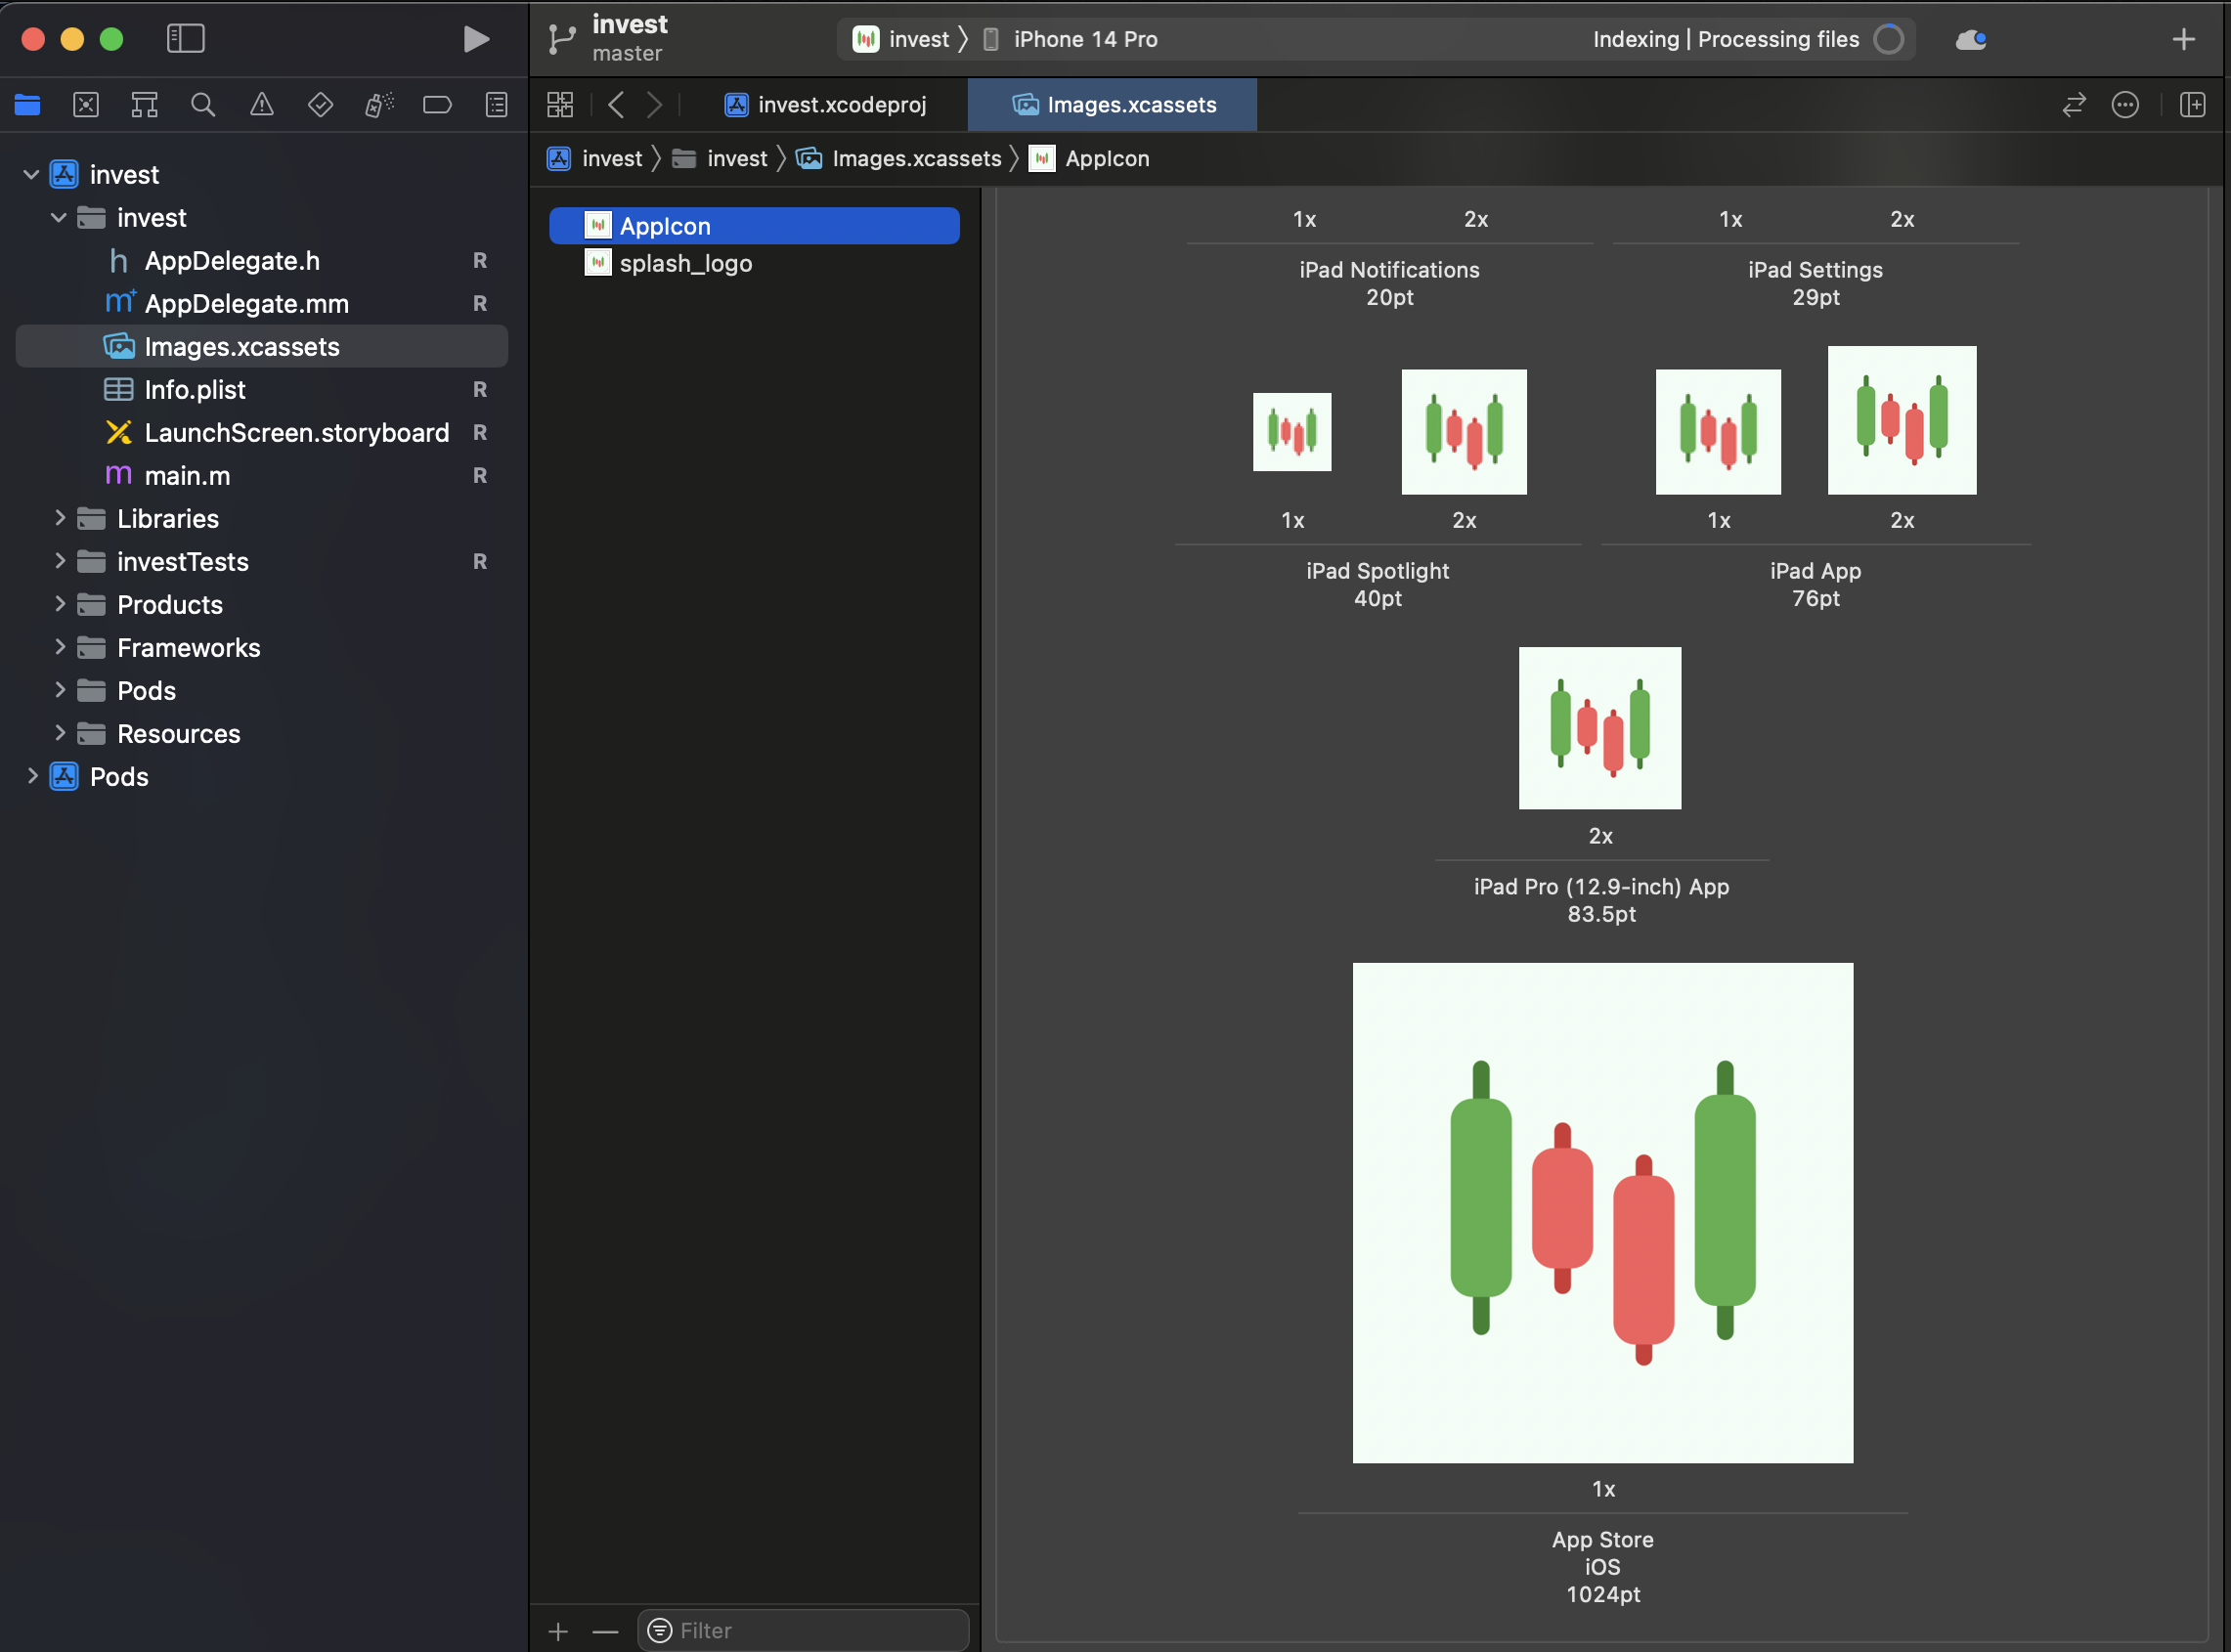 invest
master
invest
iPhone 14 Pro
Indexing | Processing files
invest.xcodeproj
Images.xcassets
invest
invest
Images.xcassets
AppIcon
invest
invest
AppDelegate.h R
AppDelegate.mm R
Images.xcassets
Info.plist R
LaunchScreen.storyboard R
main.m R
Libraries
investTests R
Products
Frameworks
Pods
Resources
Pods
AppIcon
splash_logo
Filter
1x 2x
iPad Notifications
20pt
1x 2x
iPad Settings
29pt
1x 2x
iPad Spotlight
40pt
1x 2x
iPad App
76pt
2x
iPad Pro (12.9-inch) App
83.5pt
1x
App Store
iOS
1024pt